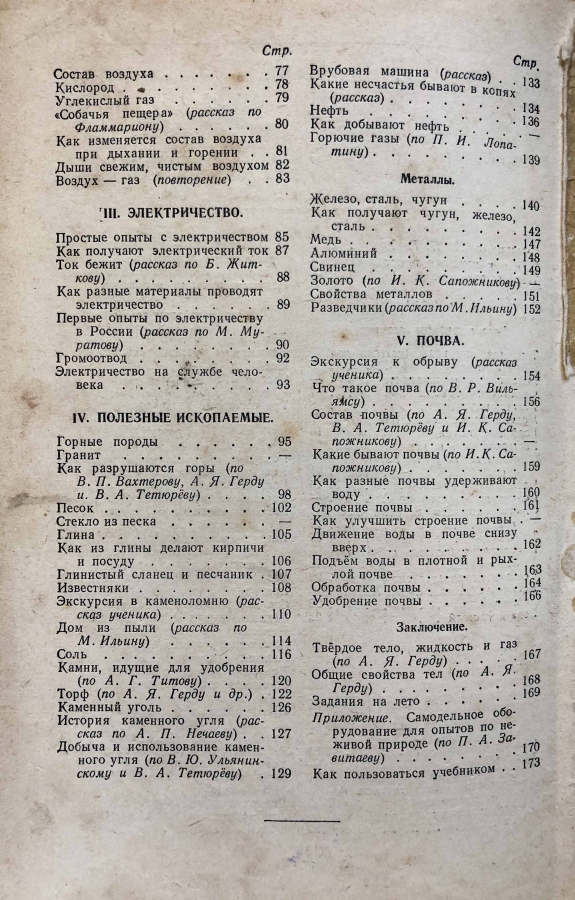 Стр.
Состав воздуха . . . . . . . 77
Кислород . . . . . . . . . 78
Углекислый газ . . . . . . . 79
«Собачья пещера» (рассказ по
Фламмариону) . . . . . . 80
Как изменяется состав воздуха
при дыхании и горении . . 81
Дыши свежим, чистым воздухом 82
Воздух — газ (повторение) . . 83
III. ЭЛЕКТРИЧЕСТВО.
Простые опыты с электричеством 85
Как получают электрический ток 87
Ток бежит (рассказ по Б. Жит-
кову) . . . . . . . . . 88
Как разные материалы проводят
электричество . . . . . . 89
Первые опыты по электричеству
в России (рассказ по М. Му-
ратову) . . . . . . . . 90
Громоотвод . . . . . . . . 92
Электричество на службе чело-
века . . . . . . . . . 93
IV. ПОЛЕЗНЫЕ ИСКОПАЕМЫЕ.
Горные породы . . . . . . 95
Гранит . . . . . . . . . —
Как разрушаются горы (по
В. П. Вахтерову, А. Я. Герду
и В. А. Тетюрёву) . . . . 98
Песок . . . . . . . . . . 102
Стекло из песка . . . . . . —
Глина . . . . . . . . . . 105
Как из глины делают кирпичи
и посуду . . . . . . . . 106
Глинистый сланец и песчаник . 107
Известняки . . . . . . . . 108
Экскурсия в каменоломню (рас-
сказ ученика) . . . . . . 110
Дом из пыли (рассказ по
М. Ильину) . . . . . . . 114
Соль . . . . . . . . . . 116
Камни, идущие для удобрения
(по А. Г. Титову) . . . . 120
Торф (по А. Я. Герду и др.) . 122
Каменный уголь . . . . . . 126
История каменного угля (рас-
сказ по А. П. Нечаеву) . . 127
Добыча и использование камен-
ного угля (по В. Ю. Ульянин-
скому и В. А. Тетюрёву) . 129
Стр.
Врубовая машина (рассказ) . . 133
Какие несчастья бывают в копях
(рассказ) . . . . . . . . 134
Нефть . . . . . . . . . . 136
Как добывают нефть . . . . —
Горючие газы (по П. И. Лопа-
тину) . . . . . . . . . 139
Металлы.
Железо, сталь, чугун . . . . 140
Как получают чугун, железо,
сталь . . . . . . . . . 142
Медь . . . . . . . . . . 147
Алюминий . . . . . . . . 148
Свинец . . . . . . . . . 149
Золото (по И. К. Сапожникову) —
Свойства металлов . . . . . 151
Разведчики (рассказ по М. Ильину) 152
V. ПОЧВА.
Экскурсия к обрыву (рассказ
ученика) . . . . . . . . 154
Что такое почва (по В. Р. Виль-
ямсу) . . . . . . . . . 156
Состав почвы (по А. Я. Герду,
В. А. Тетюрёву и И. К. Са-
пожникову) . . . . . . . —
Какие бывают почвы (по И. К. Са-
пожникову) . . . . . . . 159
Как разные почвы удерживают
воду . . . . . . . . . . 160
Строение почвы . . . . . . 161
Как улучшить строение почвы . —
Движение воды в почве снизу
вверх . . . . . . . . . 162
Подъём воды в плотной и рых-
лой почве . . . . . . . 163
Обработка почвы . . . . . . 164
Удобрение почвы . . . . . . 166
Заключение.
Твёрдое тело, жидкость и газ
(по А. Я. Герду) . . . . . 167
Общие свойства тел (по А. Я.
Герду) . . . . . . . . . 168
Задания на лето . . . . . . 169
Приложение. Самодельное обо-
рудование для опытов по не-
живой природе (по П. А. За-
витаеву) . . . . . . . . 170
Как пользоваться учебником . . 173